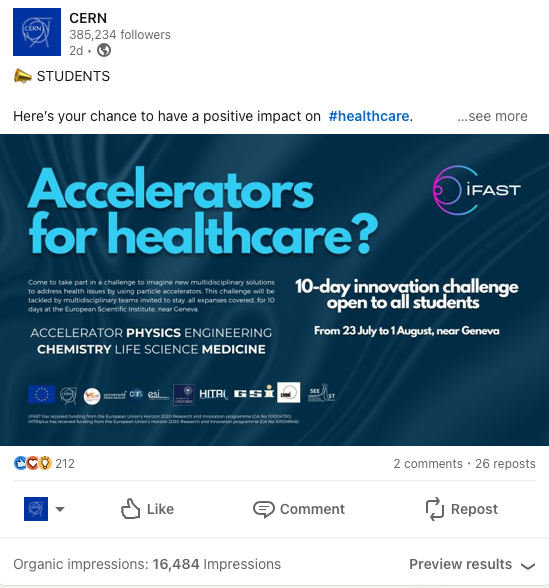 CERN
385,234 followers
2d •
STUDENTS
Here's your chance to have a positive impact on #healthcare. ...see more
Accelerators
for healthcare?
iFAST
Come to take part in a challenge to imagine new multidisciplinary solutions
to address health issues by using particle accelerators. This challenge will be
tackled by multidisciplinary teams invited to stay, all expanses covered, for 10
days at the European Scientific Institute, near Geneva.
10-day innovation challenge
open to all students
From 23 July to 1 August, near Geneva
ACCELERATOR PHYSICS ENGINEERING
CHEMISTRY LIFE SCIENCE MEDICINE
CERN
cnrs
esi
HITRI
GSI
I.FAST has received funding from the European Union's Horizon 2020 Research and Innovation programme (GA No 101004730)
HITRIplus has received funding from the European Union's Horizon 2020 Research and Innovation programme (GA No 101008548)
212
2 comments • 26 reposts
Like
Comment
Repost
Organic impressions: 16,484 Impressions
Preview results